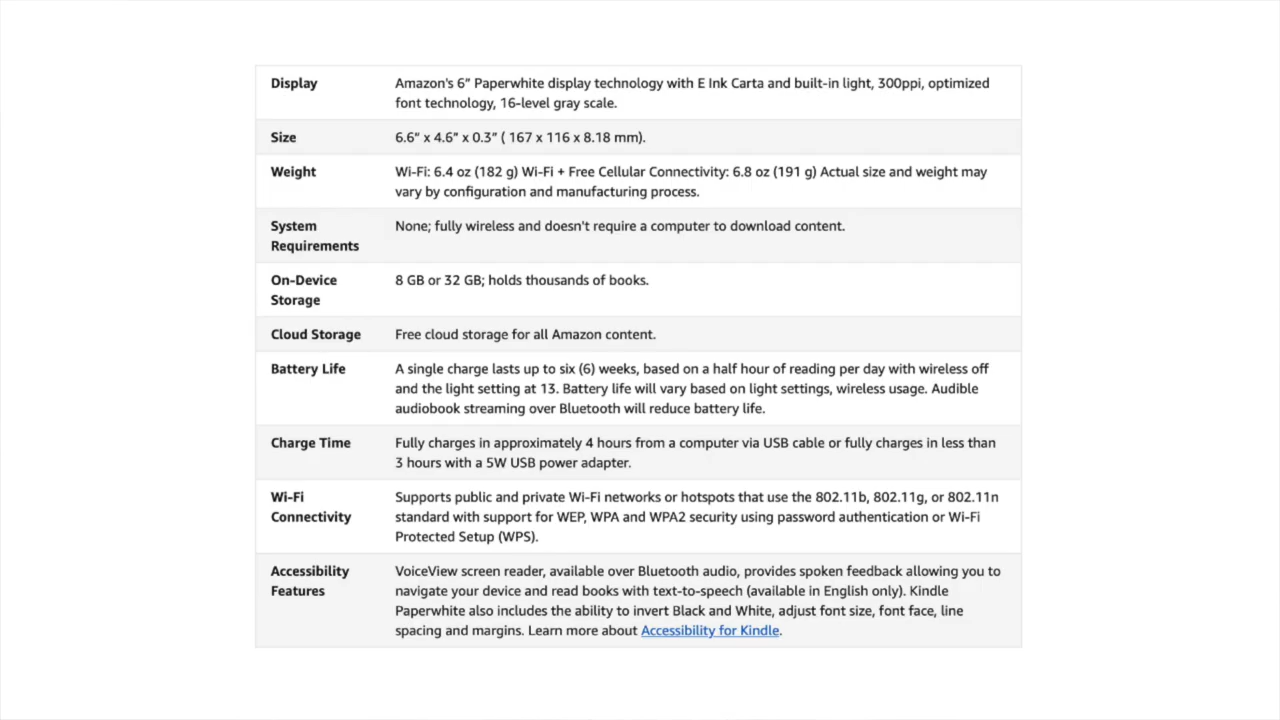 Display
Amazon's 6” Paperwhite display technology with E Ink Carta and built-in light, 300ppi, optimized
font technology, 16-level gray scale.
Size
6.6” x 4.6” x 0.3” ( 167 x 116 x 8.18 mm).
Weight
Wi-Fi: 6.4 oz (182 g) Wi-Fi + Free Cellular Connectivity: 6.8 oz (191 g) Actual size and weight may
vary by configuration and manufacturing process.
System
Requirements
None; fully wireless and doesn't require a computer to download content.
On-Device
Storage
8 GB or 32 GB; holds thousands of books.
Cloud Storage
Free cloud storage for all Amazon content.
Battery Life
A single charge lasts up to six (6) weeks, based on a half hour of reading per day with wireless off
and the light setting at 13. Battery life will vary based on light settings, wireless usage. Audible
audiobook streaming over Bluetooth will reduce battery life.
Charge Time
Fully charges in approximately 4 hours from a computer via USB cable or fully charges in less than
3 hours with a 5W USB power adapter.
Wi-Fi
Connectivity
Supports public and private Wi-Fi networks or hotspots that use the 802.11b, 802.11g, or 802.11n
standard with support for WEP, WPA and WPA2 security using password authentication or Wi-Fi
Protected Setup (WPS).
Accessibility
Features
VoiceView screen reader, available over Bluetooth audio, provides spoken feedback allowing you to
navigate your device and read books with text-to-speech (available in English only). Kindle
Paperwhite also includes the ability to invert Black and White, adjust font size, font face, line
spacing and margins. Learn more about Accessibility for Kindle.